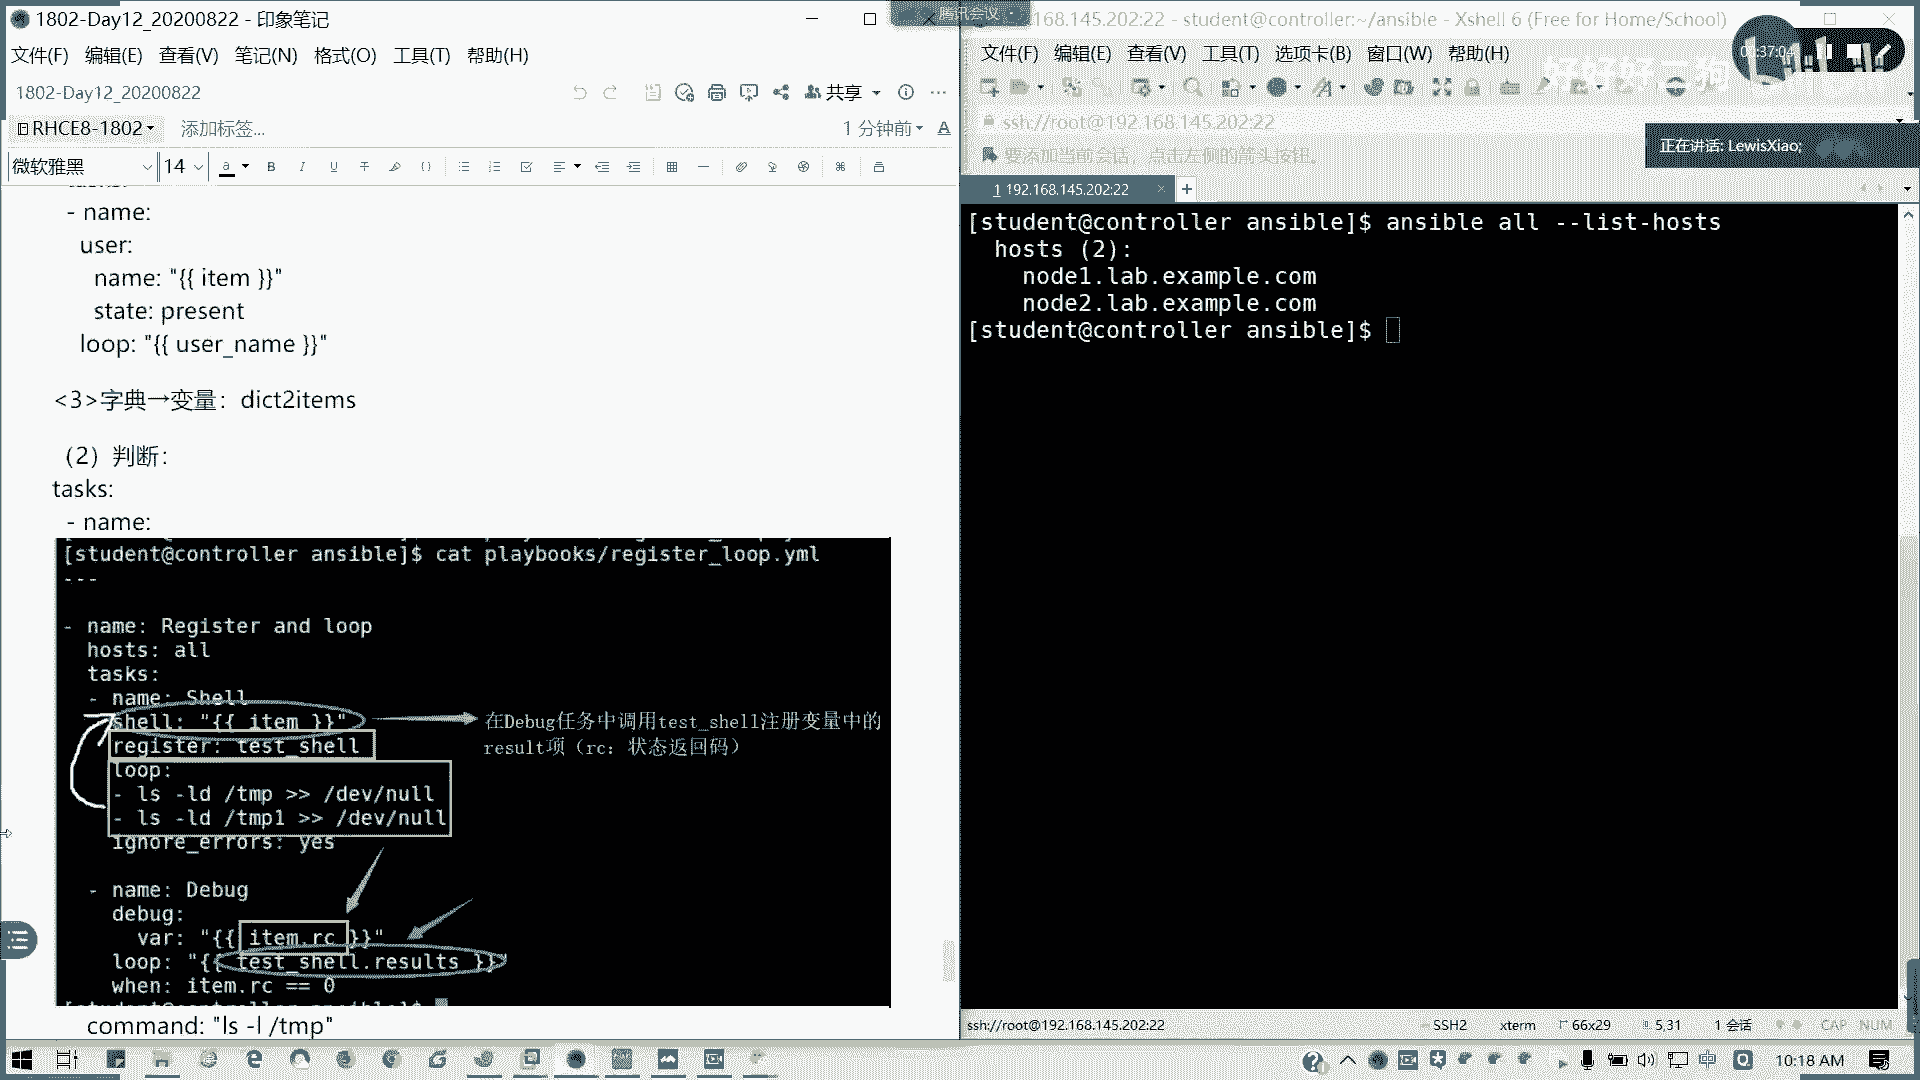 1802-Day12_20200822 - 印象笔记
文件(F) 编辑(E) 查看(V) 笔记(N) 格式(O) 工具(T) 帮助(H)
1802-Day12_20200822
共享
RHCE8-1802
添加标签...
1 分钟前
微软雅黑 14
- name:
user:
name: "{{ item }}"
state: present
loop: "{{ user_name }}"
<3>字典→变量：dict2items
（2）判断：
tasks:
- name:
[student@controller ansible]$ cat playbooks/register_loop.yml
---
- name: Register and loop
hosts: all
tasks:
- name: Shell
shell: "{{ item }}"
register: test_shell
loop:
- ls -ld /tmp >> /dev/null
- ls -ld /tmp1 >> /dev/null
ignore_errors: yes
在Debug任务中调用test_shell注册变量中的
result项（rc：状态返回码）
- name: Debug
debug:
var: "{{ item.rc }}"
loop: "{{ test_shell.results }}"
when: item.rc == 0
[student@controller ansible]$
command: "ls -l /tmp"
腾讯会议
168.145.202:22 - student@controller:~/ansible - Xshell 6 (Free for Home/School)
文件(F) 编辑(E) 查看(V) 工具(T) 选项卡(B) 窗口(W) 帮助(H)
37:04
好好好二狗
ssh://root@192.168.145.202:22
要添加当前会话，点击左侧的箭头按钮。
正在讲话: LewisXiao;
1 192.168.145.202:22
[student@controller ansible]$ ansible all --list-hosts
hosts (2):
node1.lab.example.com
node2.lab.example.com
[student@controller ansible]$
ssh://root@192.168.145.202:22 SSH2 xterm 66x29 5,31 1 会话 CAP NUM
中
10:18 AM